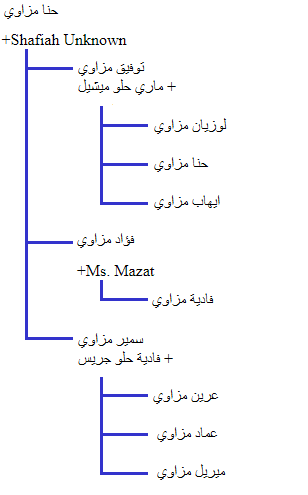 حنا مزاوي
+Shafiah Unknown
توفيق مزاوي
ماري حلو ميشيل +
لوزيان مزاوي
حنا مزاوي
ايهاب مزاوي
فؤاد مزاوي
+Ms. Mazat
فادية مزاوي
سمير مزاوي
فادية حلو جريس +
عرين مزاوي
عماد مزاوي
ميريل مزاوي